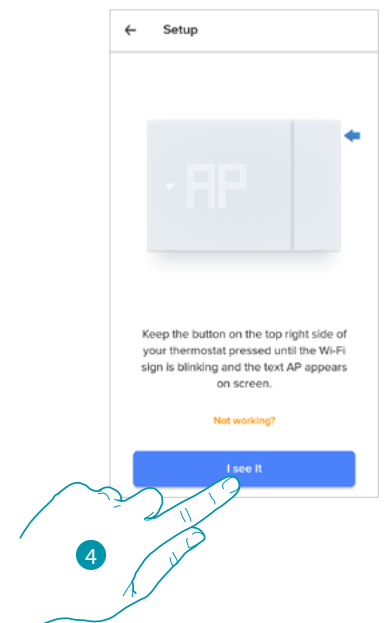 Setup
AP
Keep the button on the top right side of
your thermostat pressed until the Wi-Fi
sign is blinking and the text AP appears
on screen.
Not working?
I see It
4